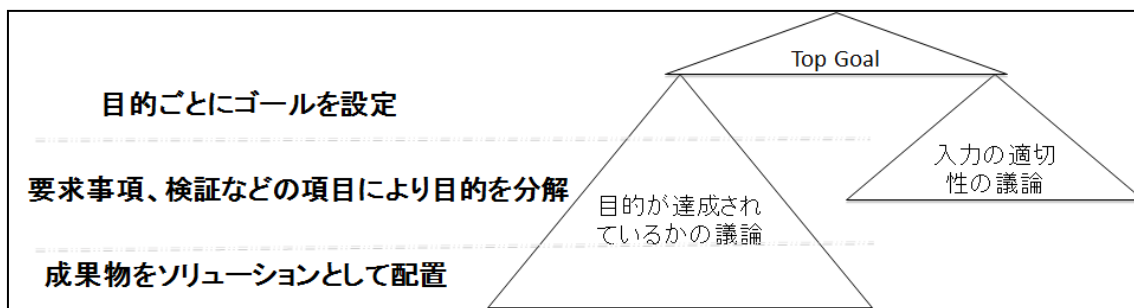 Top Goal
目的ごとにゴールを設定
入力の適切
性の議論
要求事項、検証などの項目により目的を分解
目的が達成され
ているかの議論
成果物をソリューションとして配置